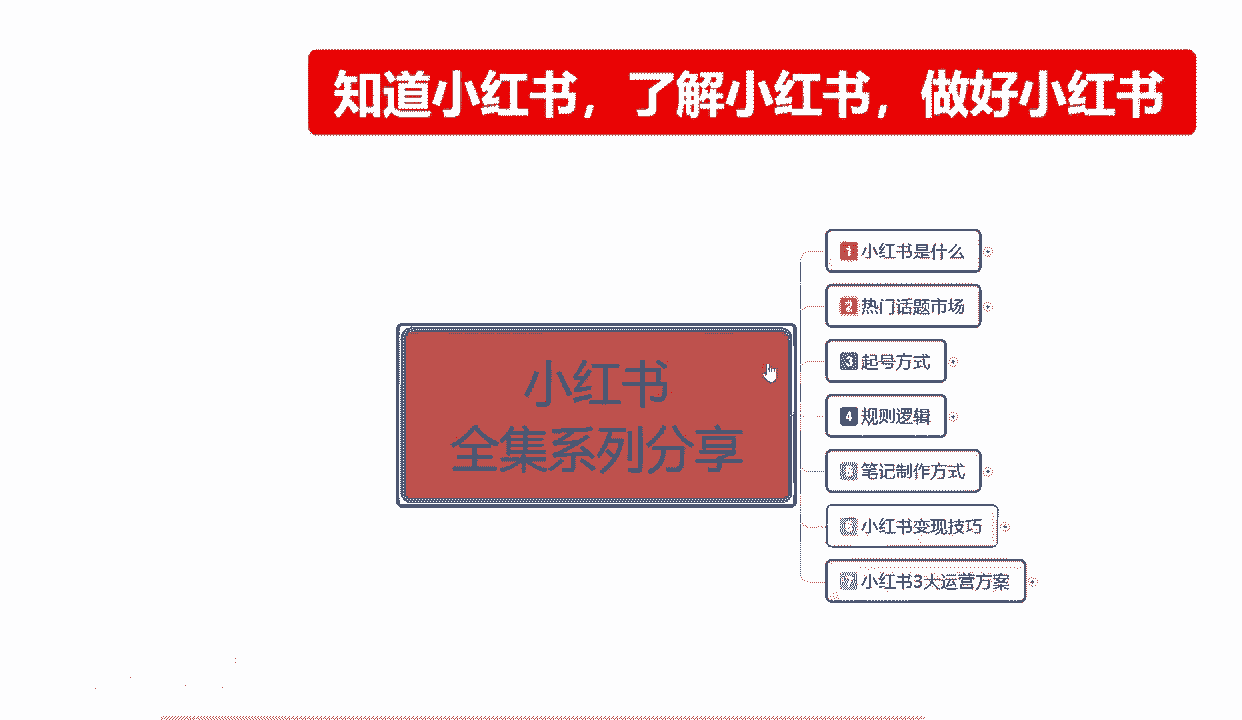 知道小红书，了解小红书，做好小红书
小红书
全集系列分享
1 小红书是什么
2 热门话题市场
3 起号方式
4 规则逻辑
5 笔记制作方式
6 小红书变现技巧
7 小红书3大运营方案